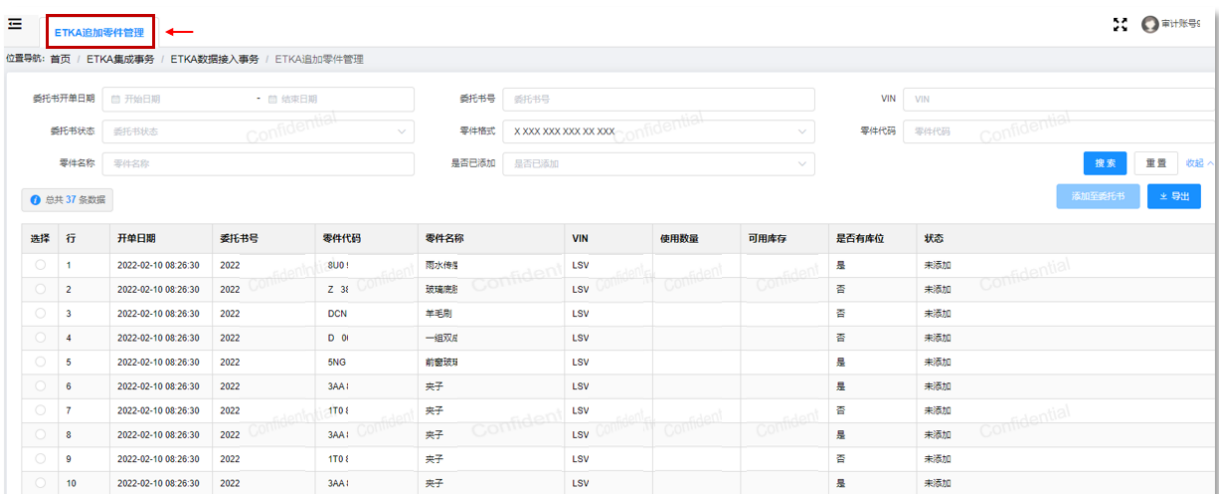 ETKA追加零件管理
审计账号9
位置导航: 首页 / ETKA集成事务 / ETKA数据接入事务 / ETKA追加零件管理
委托书开单日期 开始日期 - 结束日期 委托书号 委托书号 VIN VIN
委托书状态 委托书状态 零件格式 X XXX XXX XXX XX XXX 零件代码 零件代码
零件名称 零件名称 是否已添加 是否已添加 搜索 重置 收起
总共 37 条数据 添加至委托书 导出
选择 行 开单日期 委托书号 零件代码 零件名称 VIN 使用数量 可用库存 是否有库位 状态
1 2022-02-10 08:26:30 2022 8U0 雨水传 LSV 是 未添加
2 2022-02-10 08:26:30 2022 Z 38 玻璃 LSV 否 未添加
3 2022-02-10 08:26:30 2022 DCN 羊毛刷 LSV 否 未添加
4 2022-02-10 08:26:30 2022 D 0 一组双 LSV 否 未添加
5 2022-02-10 08:26:30 2022 5NG 前窗玻 LSV 是 未添加
6 2022-02-10 08:26:30 2022 3AA 夹子 LSV 是 未添加
7 2022-02-10 08:26:30 2022 1T0 夹子 LSV 否 未添加
8 2022-02-10 08:26:30 2022 3AA 夹子 LSV 是 未添加
9 2022-02-10 08:26:30 2022 1T0 夹子 LSV 否 未添加
10 2022-02-10 08:26:30 2022 3AA 夹子 LSV 是 未添加
Confidential
Confidential
Confidential
Confidential
Confidential